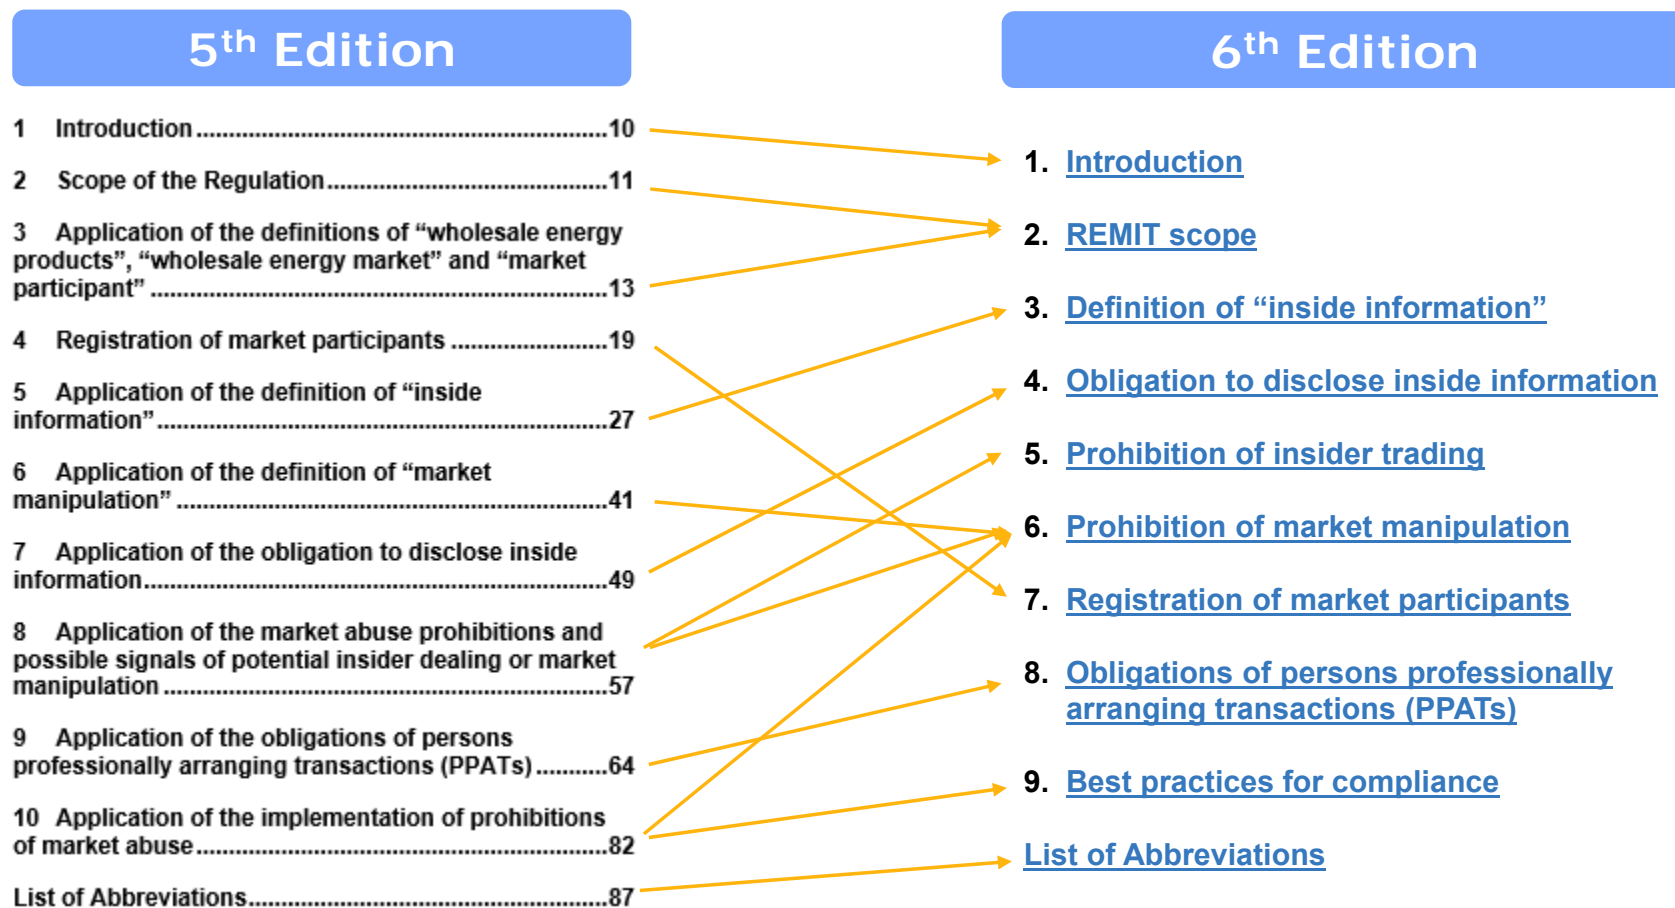 5th Edition
1 Introduction...............................................................10
2 Scope of the Regulation...........................................11
3 Application of the definitions of “wholesale energy
products”, “wholesale energy market” and “market
participant” ......................................................................13
4 Registration of market participants ........................19
5 Application of the definition of “inside
information”.....................................................................27
6 Application of the definition of “market
manipulation” ..................................................................41
7 Application of the obligation to disclose inside
information.......................................................................49
8 Application of the market abuse prohibitions and
possible signals of potential insider dealing or market
manipulation ....................................................................57
9 Application of the obligations of persons
professionally arranging transactions (PPATs)...........64
10 Application of the implementation of prohibitions
of market abuse...............................................................82
List of Abbreviations.......................................................87
6th Edition
1. Introduction
2. REMIT scope
3. Definition of “inside information”
4. Obligation to disclose inside information
5. Prohibition of insider trading
6. Prohibition of market manipulation
7. Registration of market participants
8. Obligations of persons professionally
arranging transactions (PPATs)
9. Best practices for compliance
List of Abbreviations